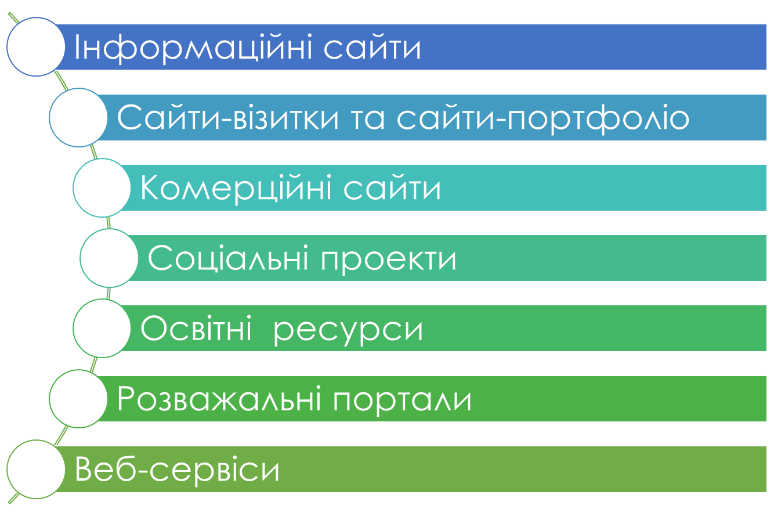 Інформаційні сайти
Сайти-візитки та сайти-портфоліо
Комерційні сайти
Соціальні проекти
Освітні  ресурси
Розважальні портали
Веб-сервіси